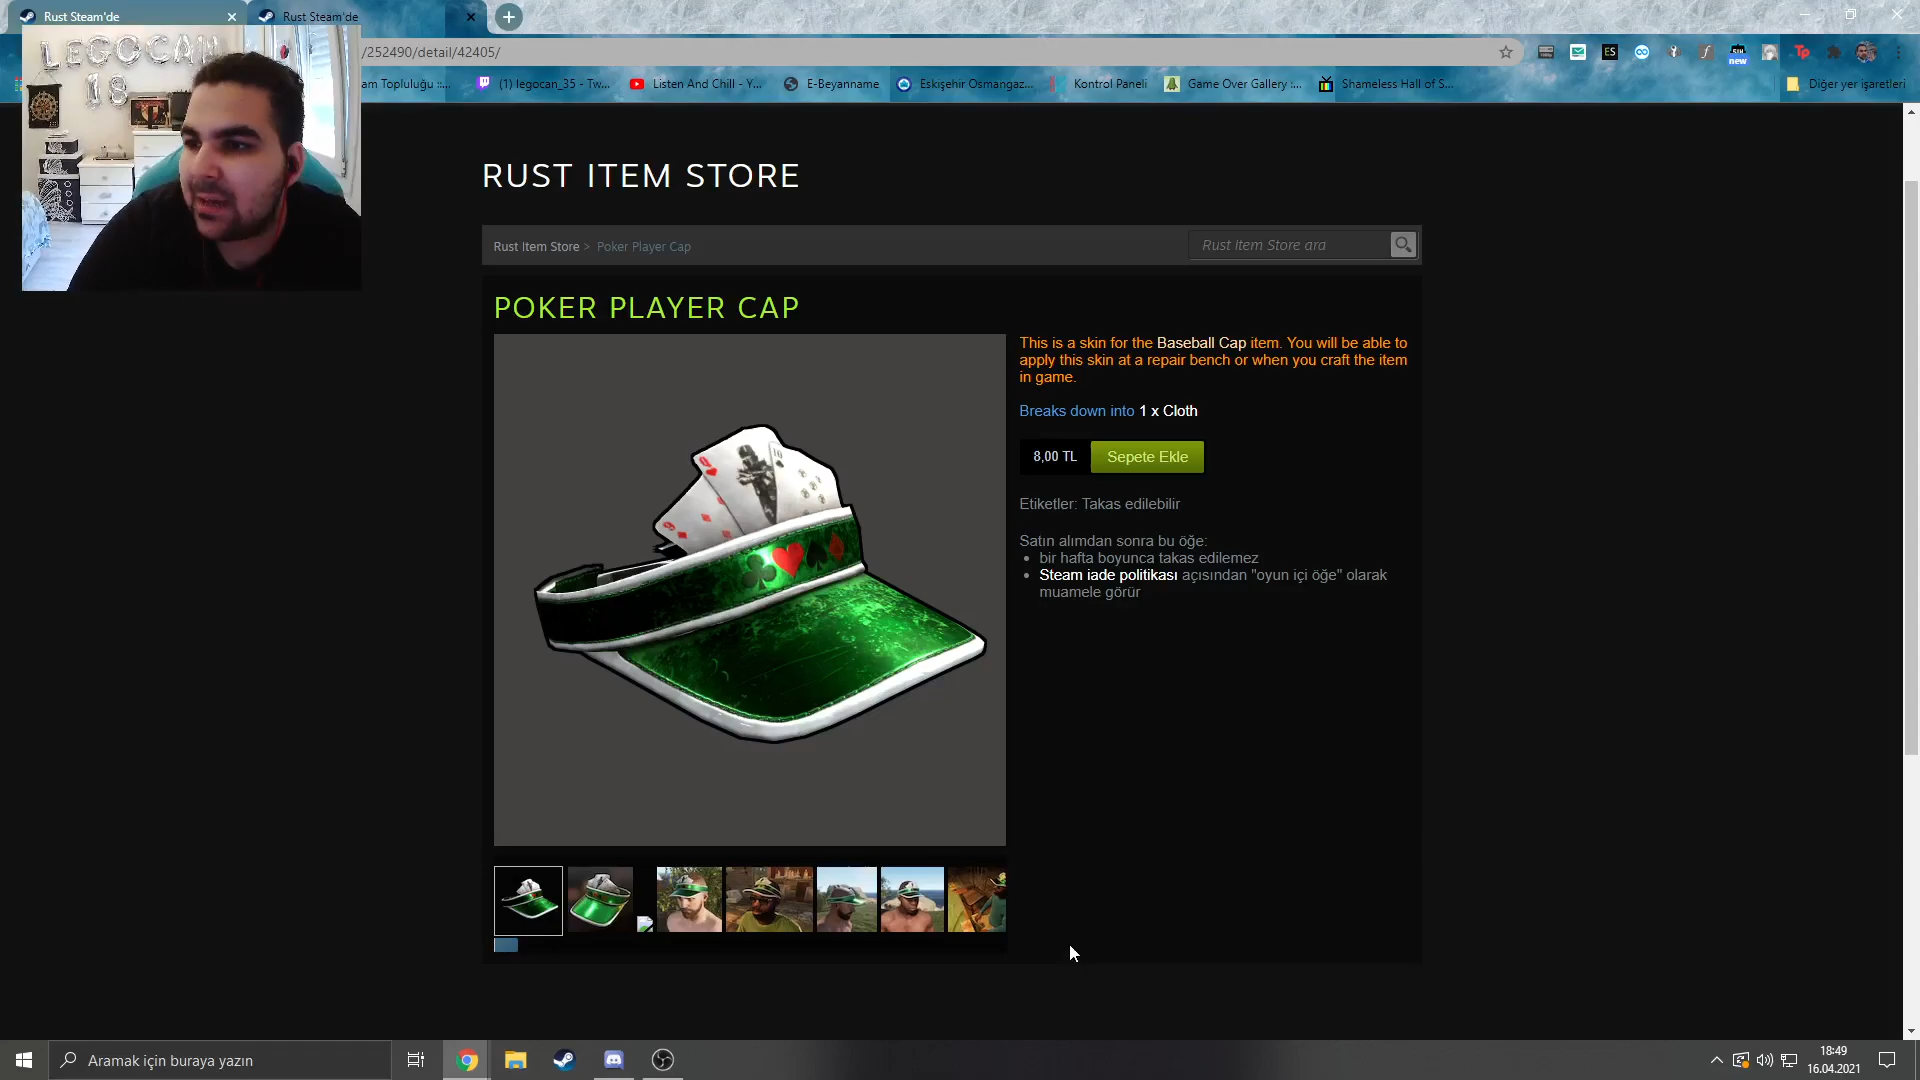 Rust Steam'de
Rust Steam'de
LEGOCAN
18
/252490/detail/42405/
ES
new
am Topluluğu ::...
(1) legocan_35 - Tw...
Listen And Chill - Y...
E-Beyanname
Eskişehir Osmangaz...
Kontrol Paneli
Game Over Gallery :...
Shameless Hall of S...
Diğer yer işaretleri
RUST ITEM STORE
Rust Item Store > Poker Player Cap
Rust Item Store ara
POKER PLAYER CAP
This is a skin for the Baseball Cap item. You will be able to
apply this skin at a repair bench or when you craft the item
in game.
Breaks down into 1 x Cloth
8,00 TL
Sepete Ekle
Etiketler: Takas edilebilir
Satın alımdan sonra bu öğe:
bir hafta boyunca takas edilemez
Steam iade politikası açısından "oyun içi öğe" olarak
muamele görür
Aramak için buraya yazın
18:49
16.04.2021